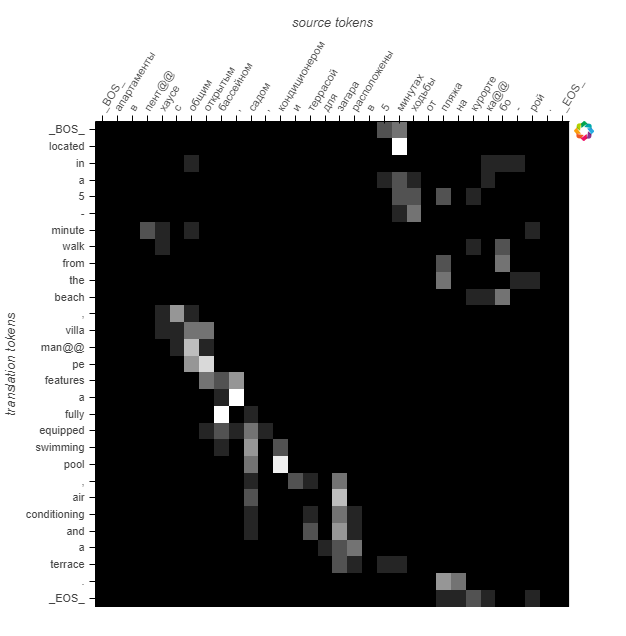 source tokens
_BOS_
апартаменты
в
пент@@
хаусе
с
общим
открытым
бассейном
,
садом
,
кондиционером
и
террасой
для
загара
расположены
в
5
минутах
ходьбы
от
пляжа
на
курорте
ка@@
бо
-
рой
.
_EOS_
translation tokens
_BOS_
located
in
a
5
-
minute
walk
from
the
beach
,
villa
man@@
pe
features
a
fully
equipped
swimming
pool
,
air
conditioning
and
a
terrace
.
_EOS_